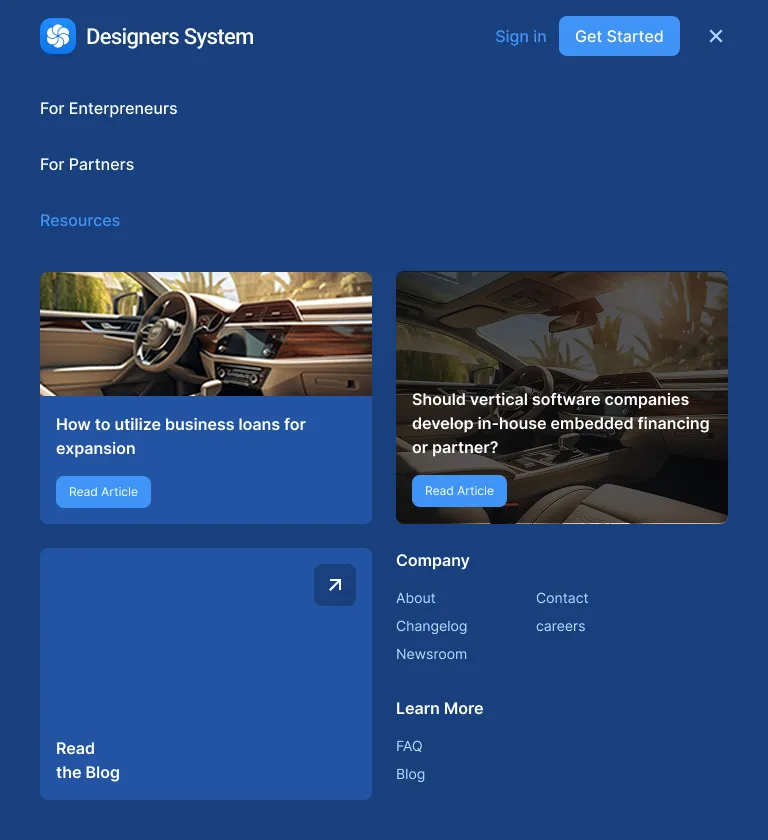 Designers System
Sign in
Get Started
For Enterpreneurs
For Partners
Resources
How to utilize business loans for
expansion
Read Article
Should vertical software companies
develop in-house embedded financing
or partner?
Read Article
Read
the Blog
Company
About
Contact
Changelog
careers
Newsroom
Learn More
FAQ
Blog